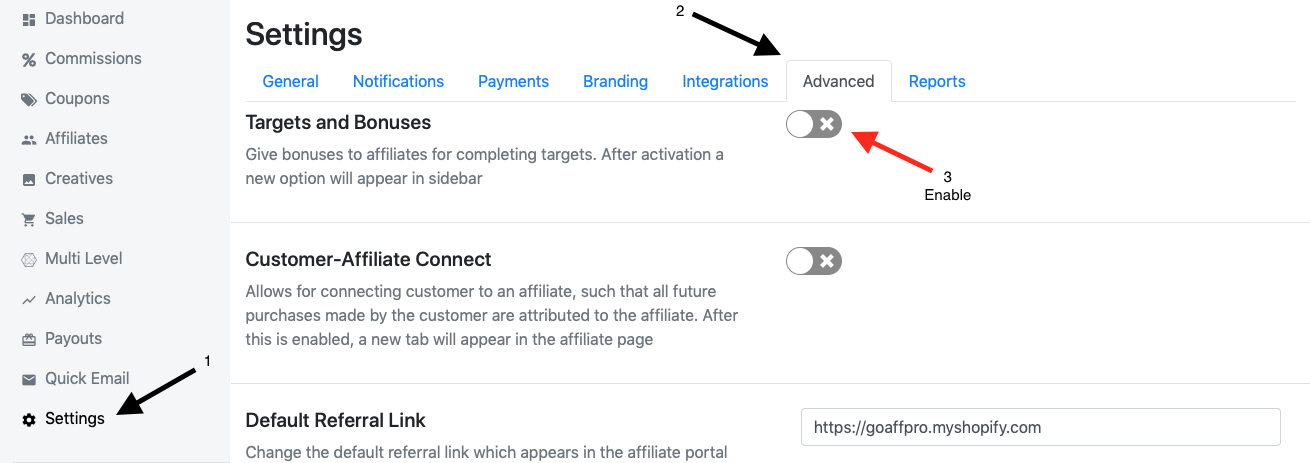 Dashboard
Commissions
Coupons
Affiliates
Creatives
Sales
Multi Level
Analytics
Payouts
Quick Email
1
Settings
2
Settings
General Notifications Payments Branding Integrations Advanced Reports
Targets and Bonuses
Give bonuses to affiliates for completing targets. After activation a
new option will appear in sidebar
3
Enable
Customer-Affiliate Connect
Allows for connecting customer to an affiliate, such that all future
purchases made by the customer are attributed to the affiliate. After
this is enabled, a new tab will appear in the affiliate page
Default Referral Link
https://goaffpro.myshopify.com
Change the default referral link which appears in the affiliate portal